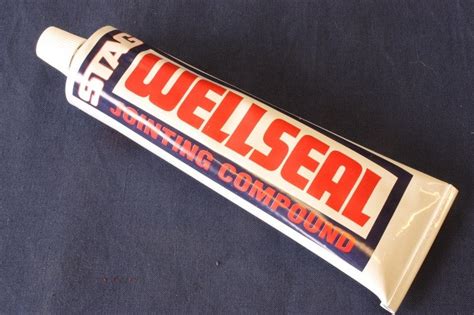 STAG
WELLSEAL
JOINTING COMPOUND